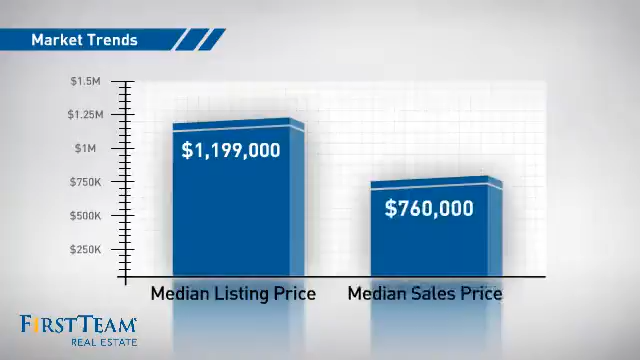 Market Trends
$1.5M
$1.25M
$1M
$750K
$500K
$250K
$1,199,000
$760,000
Median Listing Price
Median Sales Price
FIRSTTEAM®
REAL ESTATE